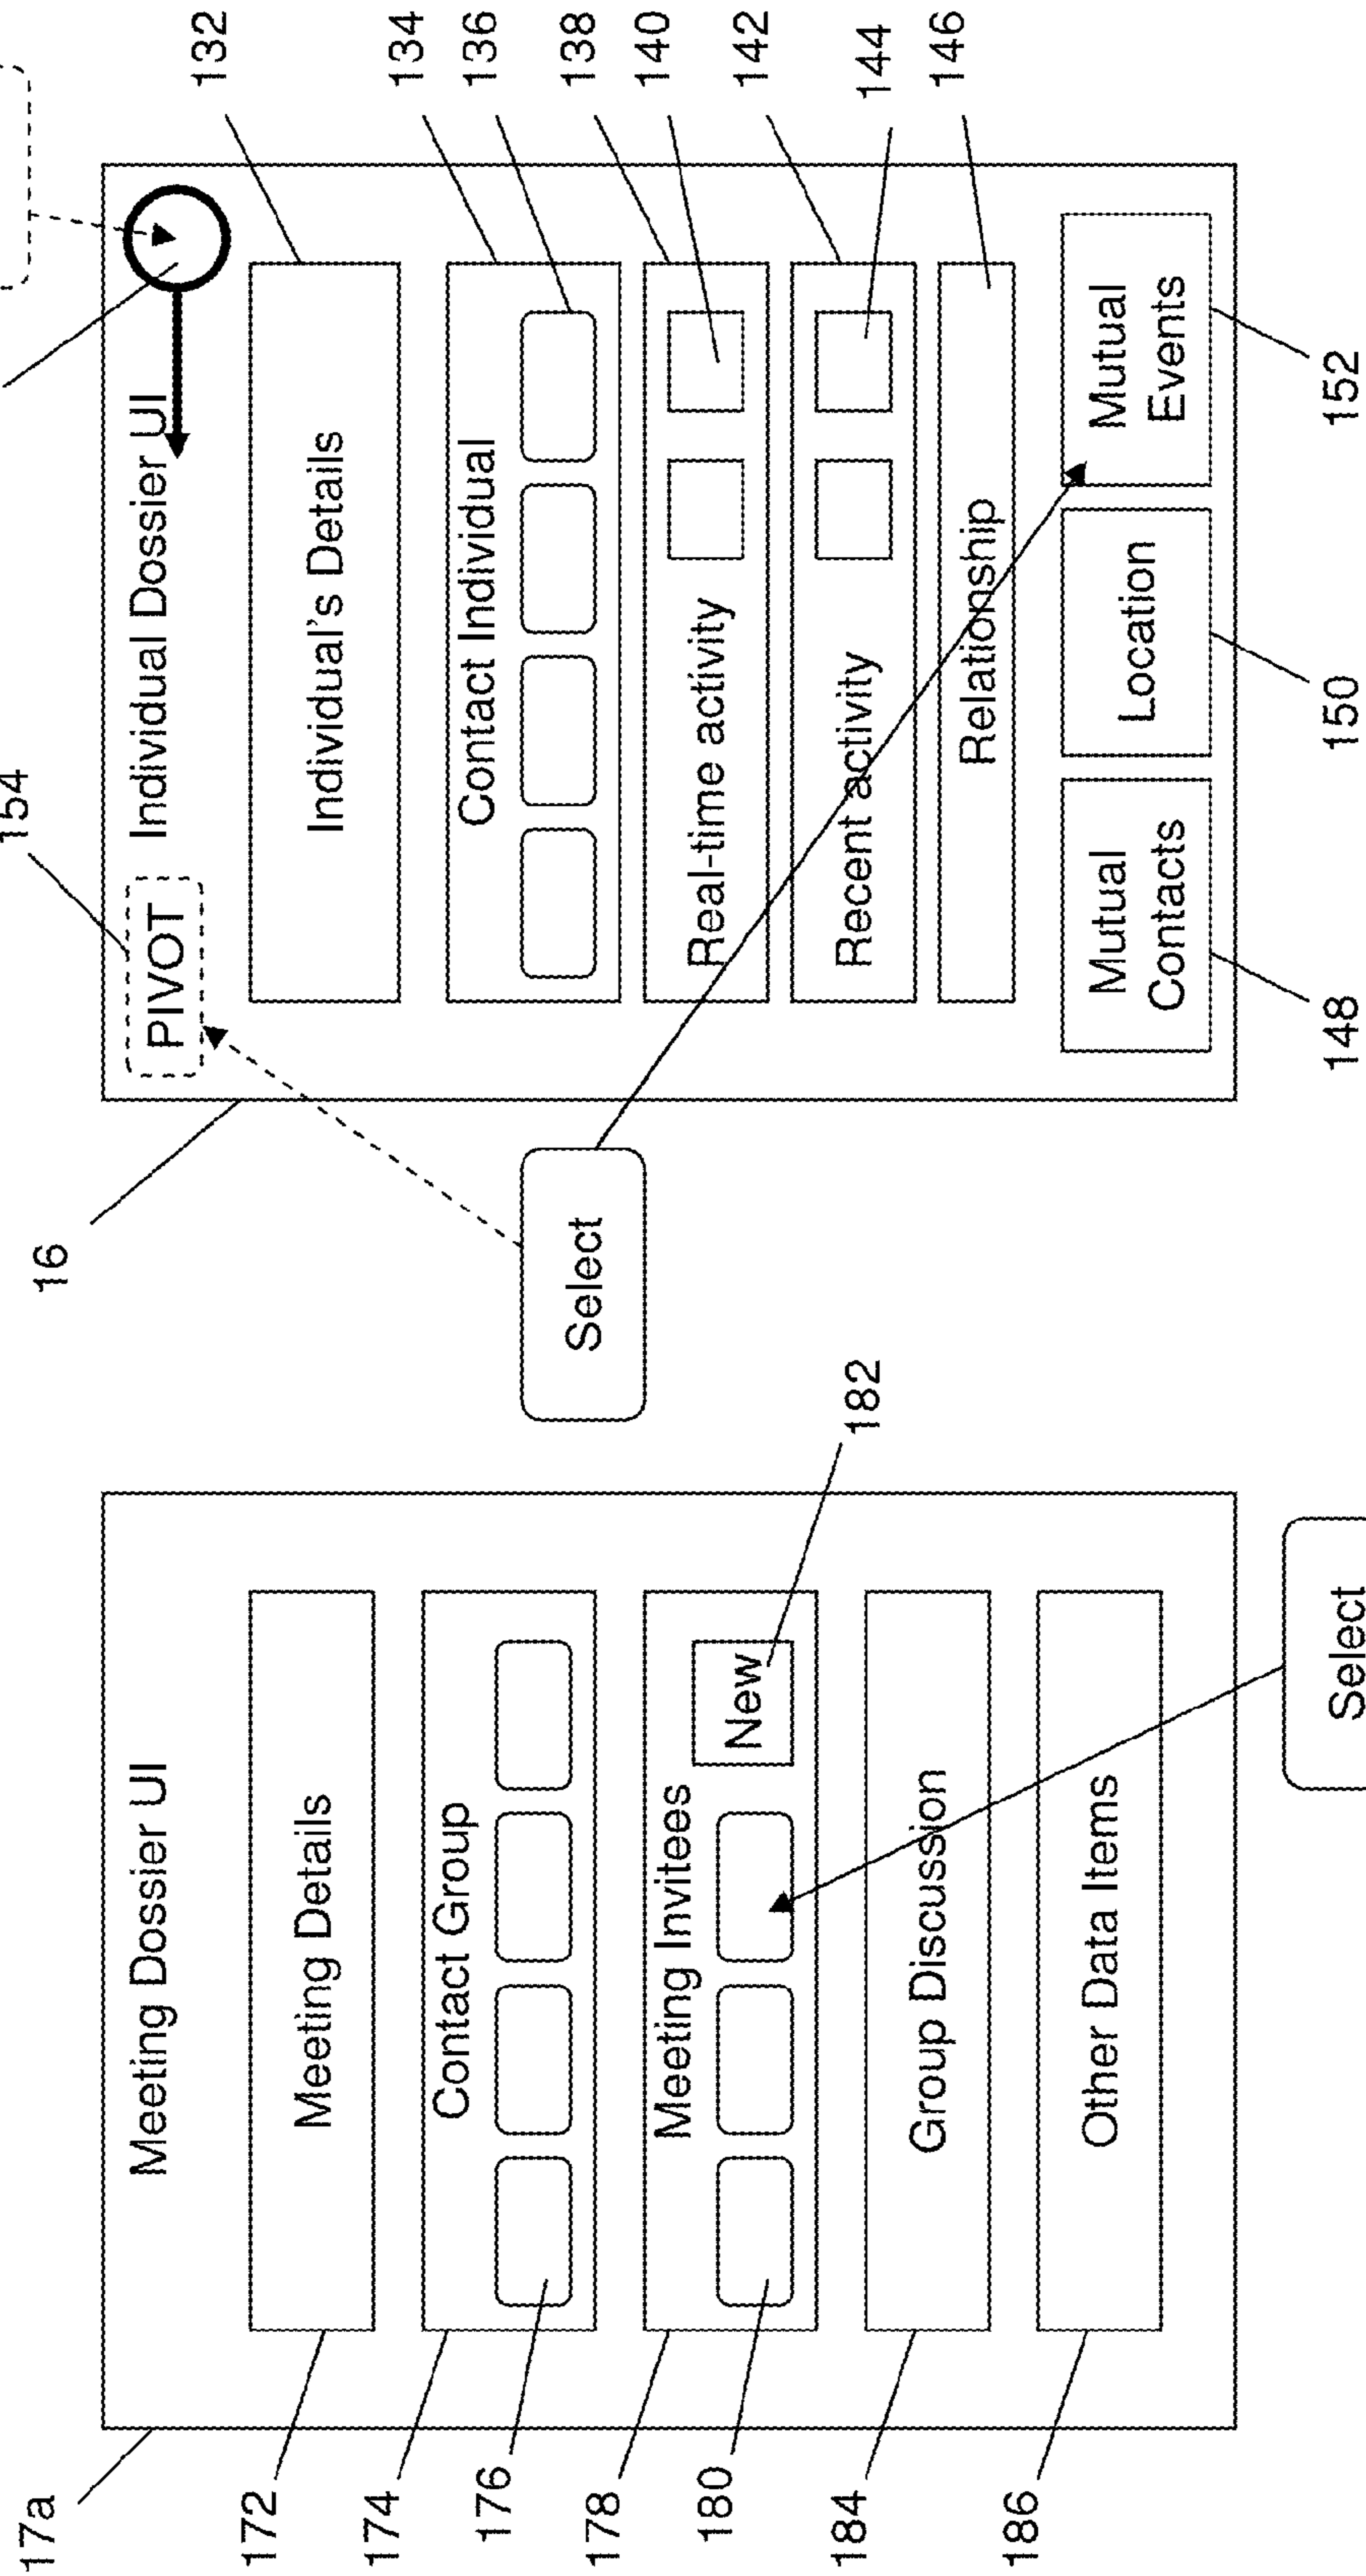 17a
Meeting Dossier UI
172
Meeting Details
174
Contact Group
176
178
Meeting Invitees
New
180
182
184
Group Discussion
186
Other Data Items
Select
16
154
PIVOT
Individual Dossier UI
132
Individual's Details
134
Contact Individual
136
138
Real-time activity
140
142
Recent activity
144
146
Relationship
Select
Mutual
Contacts
Location
Mutual
Events
148
150
152